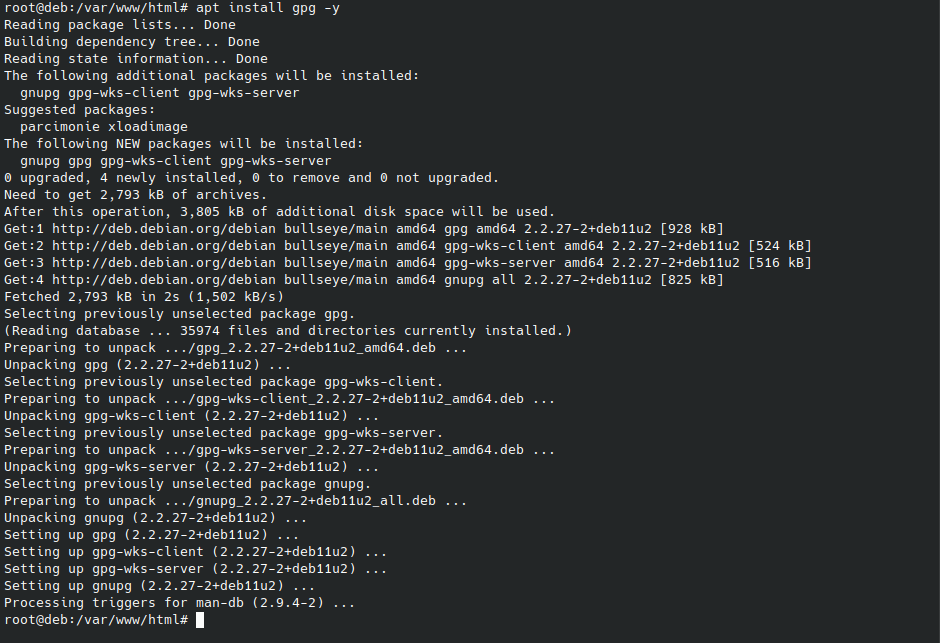 root@deb:/var/www/html# apt install gpg -y
Reading package lists... Done
Building dependency tree... Done
Reading state information... Done
The following additional packages will be installed:
  gnupg gpg-wks-client gpg-wks-server
Suggested packages:
  parcimonie xloadimage
The following NEW packages will be installed:
  gnupg gpg gpg-wks-client gpg-wks-server
0 upgraded, 4 newly installed, 0 to remove and 0 not upgraded.
Need to get 2,793 kB of archives.
After this operation, 3,805 kB of additional disk space will be used.
Get:1 http://deb.debian.org/debian bullseye/main amd64 gpg amd64 2.2.27-2+deb11u2 [928 kB]
Get:2 http://deb.debian.org/debian bullseye/main amd64 gpg-wks-client amd64 2.2.27-2+deb11u2 [524 kB]
Get:3 http://deb.debian.org/debian bullseye/main amd64 gpg-wks-server amd64 2.2.27-2+deb11u2 [516 kB]
Get:4 http://deb.debian.org/debian bullseye/main amd64 gnupg all 2.2.27-2+deb11u2 [825 kB]
Fetched 2,793 kB in 2s (1,502 kB/s)
Selecting previously unselected package gpg.
(Reading database ... 35974 files and directories currently installed.)
Preparing to unpack .../gpg_2.2.27-2+deb11u2_amd64.deb ...
Unpacking gpg (2.2.27-2+deb11u2) ...
Selecting previously unselected package gpg-wks-client.
Preparing to unpack .../gpg-wks-client_2.2.27-2+deb11u2_amd64.deb ...
Unpacking gpg-wks-client (2.2.27-2+deb11u2) ...
Selecting previously unselected package gpg-wks-server.
Preparing to unpack .../gpg-wks-server_2.2.27-2+deb11u2_amd64.deb ...
Unpacking gpg-wks-server (2.2.27-2+deb11u2) ...
Selecting previously unselected package gnupg.
Preparing to unpack .../gnupg_2.2.27-2+deb11u2_all.deb ...
Unpacking gnupg (2.2.27-2+deb11u2) ...
Setting up gpg (2.2.27-2+deb11u2) ...
Setting up gpg-wks-client (2.2.27-2+deb11u2) ...
Setting up gpg-wks-server (2.2.27-2+deb11u2) ...
Setting up gnupg (2.2.27-2+deb11u2) ...
Processing triggers for man-db (2.9.4-2) ...
root@deb:/var/www/html#